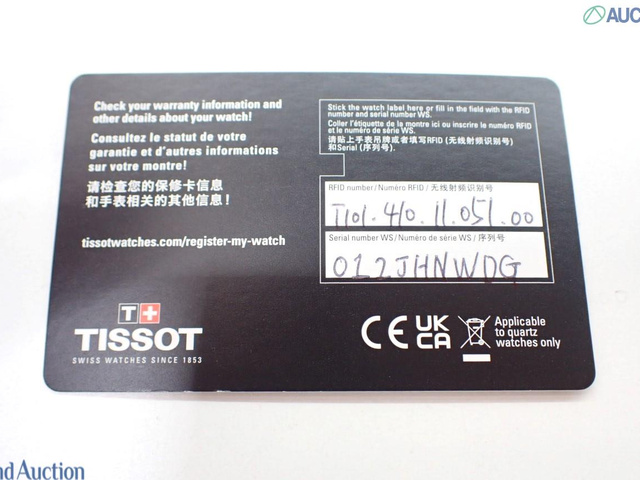 AUC
Check your warranty information and
other details about your watch!
Consultez le statut de votre
garantie et d'autres informations
sur votre montre!
请检查您的保修卡信息
和手表相关的其他信息!
tissotwatches.com/register-my-watch
T+
TISSOT
SWISS WATCHES SINCE 1853
Stick the watch label here or fill in the field with the RFID
number and serial number WS.
Coller l'étiquette de la montre ici ou inscrire le numéro RFID
et le numéro de série WS.
请贴上手表吊牌或者填写RFID (无线射频识别号)
和Serial (序列号).
RFID number/Numéro RFID/无线射频识别号
T101.410.11.051.00
Serial number WS/Numéro de série WS/序列号
012JHNWDG
CE UK
CA
Applicable
to quartz
watches only
nd Auction